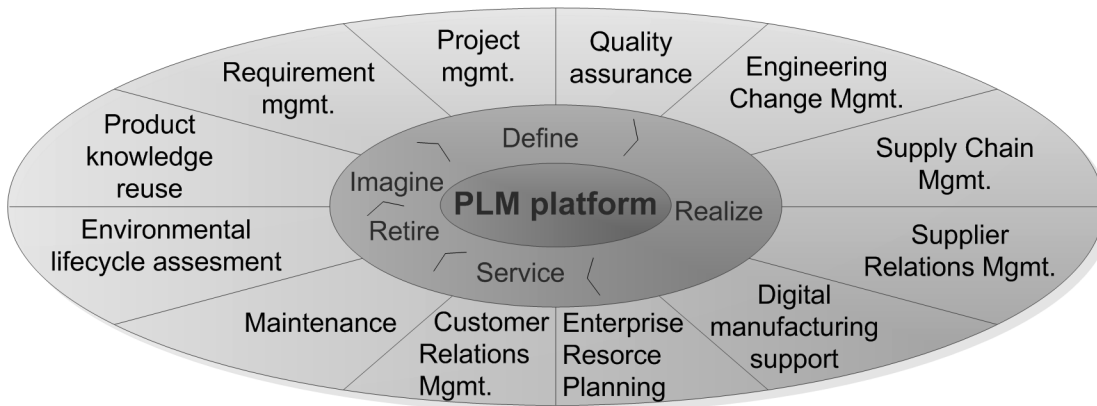 Project
mgmt.
Quality
assurance
Engineering
Change Mgmt.
Requirement
mgmt.
Product
knowledge
reuse
Supply Chain
Mgmt.
Define
Imagine
PLM platform
Realize
Retire
Service
Environmental
lifecycle assesment
Supplier
Relations Mgmt.
Maintenance
Customer
Relations
Mgmt.
Enterprise
Resorce
Planning
Digital
manufacturing
support